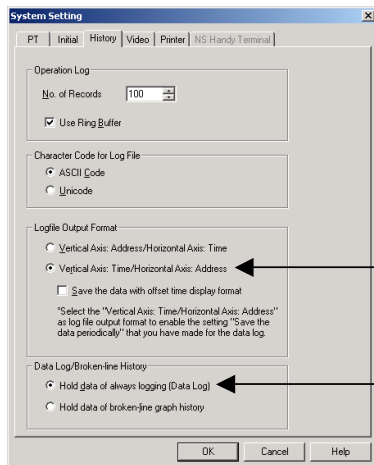 System Setting
PT Initial History Video Printer NS Handy Terminal
Operation Log
No. of Records 100
Use Ring Buffer
Character Code for Log File
ASCII Code
Unicode
Logfile Output Format
Vertical Axis: Address/Horizontal Axis: Time
Vertical Axis: Time/Horizontal Axis: Address
Save the data with offset time display format
"Select the "Vertical Axis: Time/Horizontal Axis: Address"
as log file output format to enable the setting "Save the
data periodically" that you have made for the data log.
Data Log/Broken-line History
Hold data of always logging (Data Log)
Hold data of broken-line graph history
OK Cancel Help